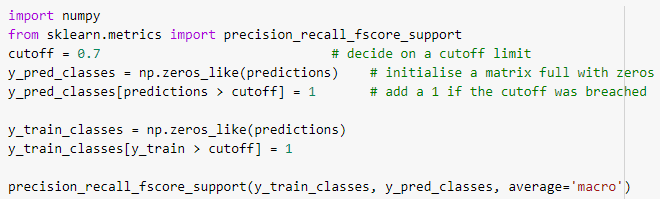 import numpy
from sklearn.metrics import precision_recall_fscore_support
cutoff = 0.7 # decide on a cutoff limit
y_pred_classes = np.zeros_like(predictions) # initialise a matrix full with zeros
y_pred_classes[predictions > cutoff] = 1 # add a 1 if the cutoff was breached
y_train_classes = np.zeros_like(predictions)
y_train_classes[y_train > cutoff] = 1
precision_recall_fscore_support(y_train_classes, y_pred_classes, average='macro')